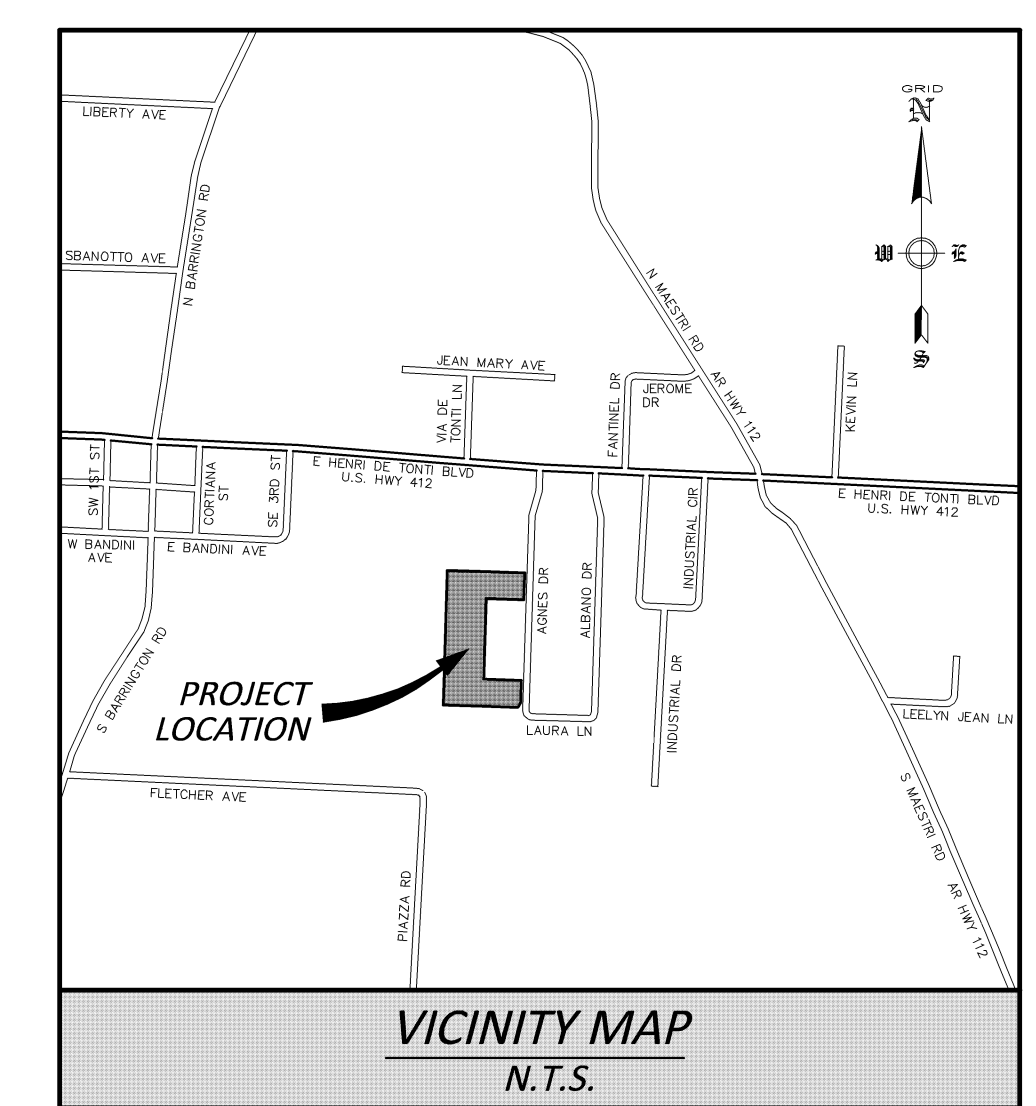 GRID
N
W
E
S
LIBERTY AVE
N BARRINGTON RD
SBANOTTO AVE
N MAESTRI RD
AR HWY 112
JEAN MARY AVE
VIA DE
TONTI LN
FANTINEL DR
JEROME
DR
KEVIN LN
SW 1ST ST
CORTIANA
ST
SE 3RD ST
E HENRI DE TONTI BLVD
U.S. HWY 412
E HENRI DE TONTI BLVD
U.S. HWY 412
W BANDINI
AVE
E BANDINI AVE
INDUSTRIAL CIR
AGNES DR
ALBANO DR
S BARRINGTON RD
PROJECT
LOCATION
LAURA LN
INDUSTRIAL DR
LEELYN JEAN LN
FLETCHER AVE
S MAESTRI RD
AR HWY 112
PIAZZA RD
VICINITY MAP
N.T.S.